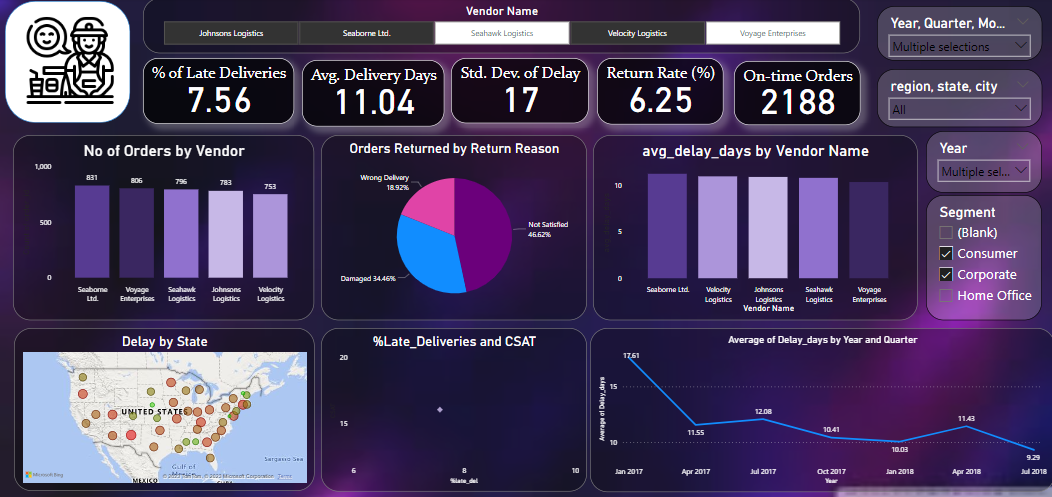 Vendor Name
Johnsons Logistics
Seaborne Ltd.
Seahawk Logistics
Velocity Logistics
Voyage Enterprises
Year, Quarter, Mo...
Multiple selections
region, state, city
All
% of Late Deliveries
7.56
Avg. Delivery Days
11.04
Std. Dev. of Delay
17
Return Rate (%)
6.25
On-time Orders
2188
No of Orders by Vendor
1,000
500
0
831
806
796
783
753
Seaborne
Ltd.
Voyage
Enterprises
Seahawk
Logistics
Johnsons
Logistics
Velocity
Logistics
Orders Returned by Return Reason
Wrong Delivery
18.92%
Not Satisfied
46.62%
Damaged 34.46%
avg_delay_days by Vendor Name
10
5
0
Seaborne Ltd.
Velocity
Logistics
Johnsons
Logistics
Seahawk
Logistics
Voyage
Enterprises
Vendor Name
Year
Multiple sel...
Segment
(Blank)
Consumer
Corporate
Home Office
Delay by State
UNITED STATES
Sargasso Sea
Gulf of
Mexico
MEXICO
Microsoft Bing
Microsoft Corporation
Terms
%Late_Deliveries and CSAT
20
15
6
8
10
%late_del
Average of Delay_days by Year and Quarter
Average of Delay_days
15
10
17.61
11.55
12.08
10.41
10.03
11.43
9.29
Jan 2017
Apr 2017
Jul 2017
Oct 2017
Jan 2018
Apr 2018
Jul 2018
Year